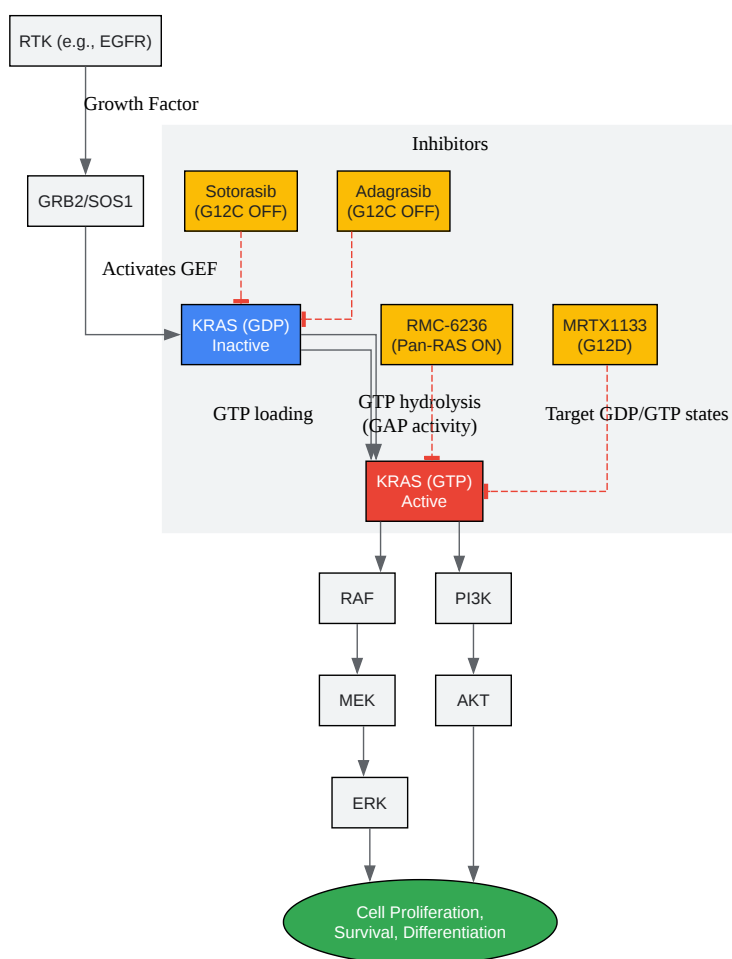 RTK (e.g., EGFR)
Growth Factor
Inhibitors
GRB2/SOS1
Sotorasib
(G12C OFF)
Adagrasib
(G12C OFF)
Activates GEF
KRAS (GDP)
Inactive
RMC-6236
(Pan-RAS ON)
MRTX1133
(G12D)
GTP loading
GTP hydrolysis
(GAP activity)
Target GDP/GTP states
KRAS (GTP)
Active
RAF
PI3K
MEK
AKT
ERK
Cell Proliferation,
Survival, Differentiation